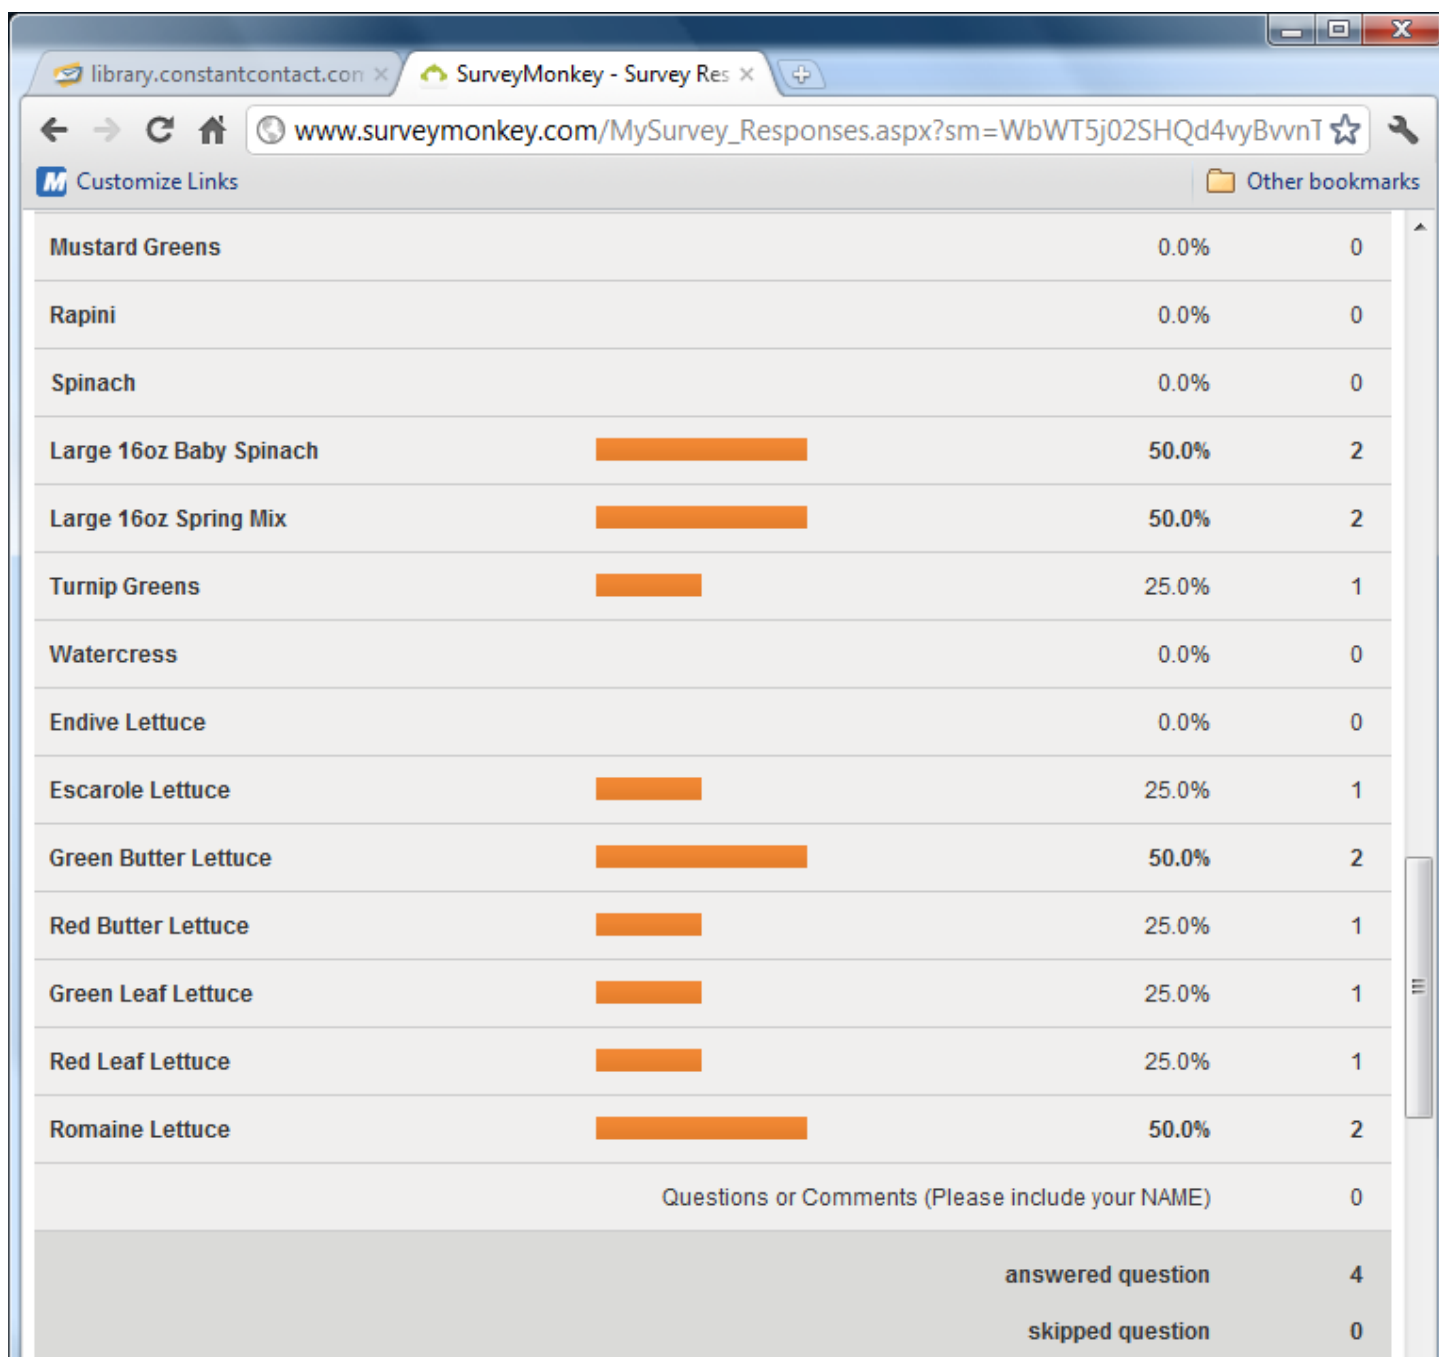 library.constantcontact.con
SurveyMonkey - Survey Res
www.surveymonkey.com/MySurvey_Responses.aspx?sm=WbWT5j02SHQd4vyBvvnT
Customize Links Other bookmarks
Mustard Greens 0.0% 0
Rapini 0.0% 0
Spinach 0.0% 0
Large 16oz Baby Spinach 50.0% 2
Large 16oz Spring Mix 50.0% 2
Turnip Greens 25.0% 1
Watercress 0.0% 0
Endive Lettuce 0.0% 0
Escarole Lettuce 25.0% 1
Green Butter Lettuce 50.0% 2
Red Butter Lettuce 25.0% 1
Green Leaf Lettuce 25.0% 1
Red Leaf Lettuce 25.0% 1
Romaine Lettuce 50.0% 2
Questions or Comments (Please include your NAME) 0
answered question 4
skipped question 0